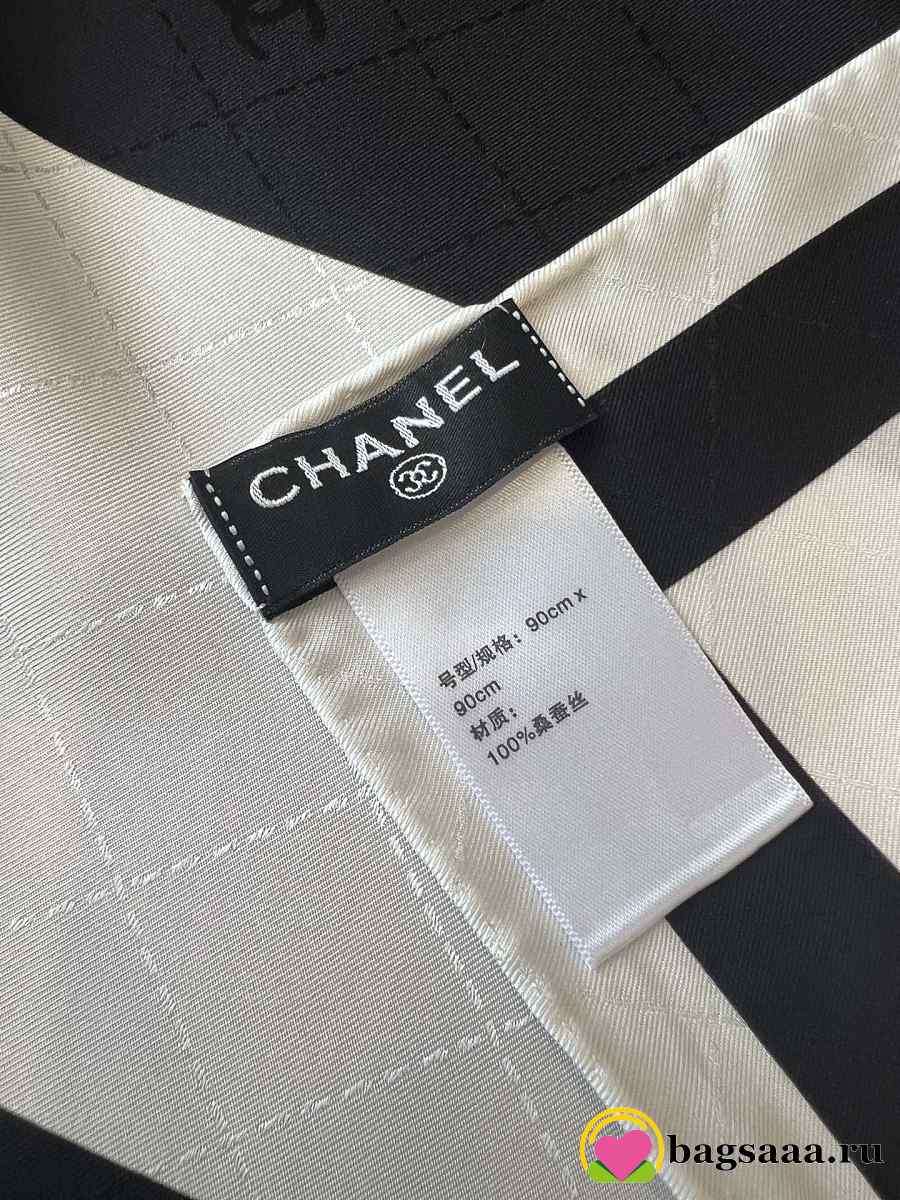 CHANEL
号型/规格：90cm x
90cm
材质：
100%桑蚕丝
bagsaaa.ru